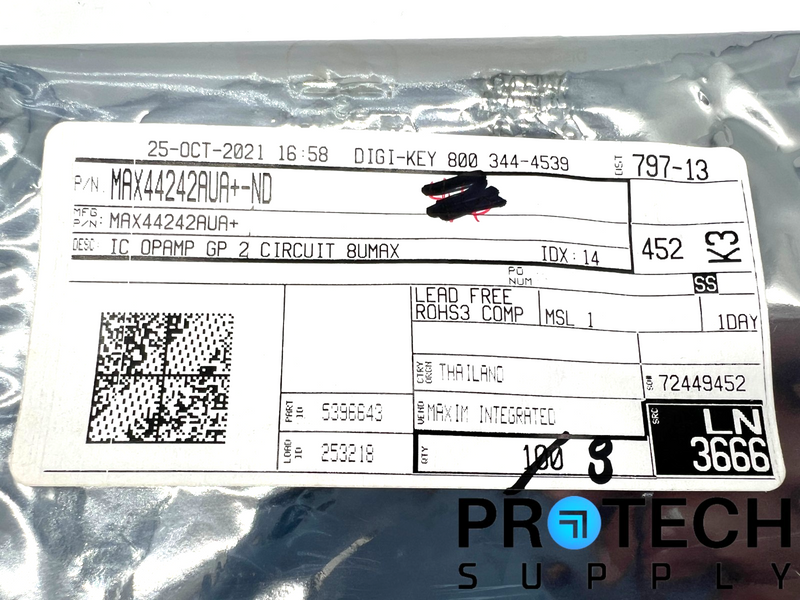 25-OCT-2021 16:58 DIGI-KEY 800 344-4539 DST 797-13
P/N: MAX44242AUA+-ND
MFG P/N: MAX44242AUA+
DESC: IC OPAMP GP 2 CIRCUIT 8UMAX IDX: 14
452 K3
PO NUM
SS
LEAD FREE
ROHS3 COMP
MSL 1
1DAY
CTRY ORGN THAILAND
SO# 72449452
PART ID 5396643
VEND MAXIM INTEGRATED
SRC LN 3666
LOAD ID 253218
QTY 100 8
PROTECH
SUPPLY